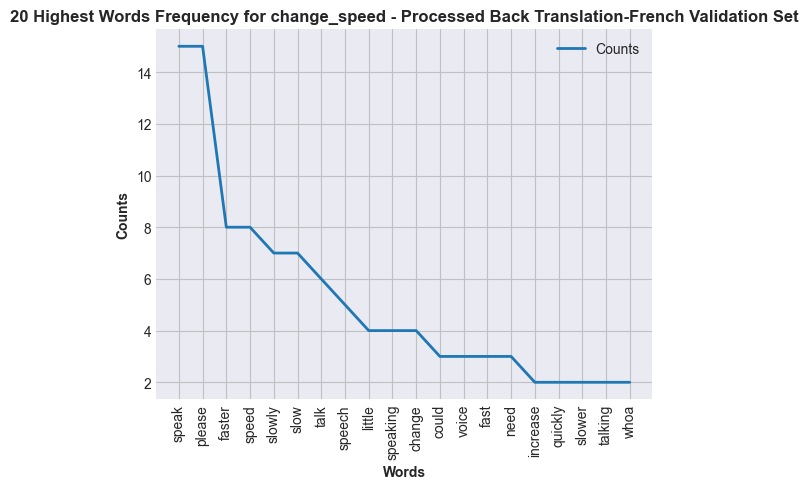 20 Highest Words Frequency for change_speed - Processed Back Translation-French Validation Set
Counts
14
12
10
8
6
4
2
Counts
speak
please
faster
speed
slowly
slow
talk
speech
little
speaking
change
could
voice
fast
need
increase
quickly
slower
talking
whoa
Words